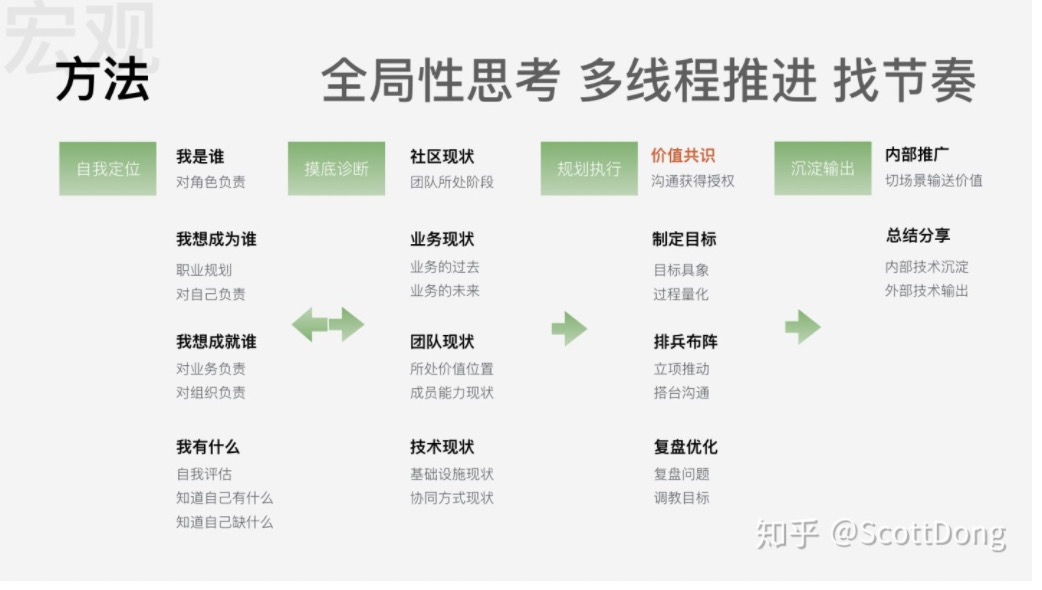 宏观
方法
全局性思考 多线程推进 找节奏
自我定位
我是谁
对角色负责
我想成为谁
职业规划
对自己负责
我想成就谁
对业务负责
对组织负责
我有什么
自我评估
知道自己有什么
知道自己缺什么
摸底诊断
社区现状
团队所处阶段
业务现状
业务的过去
业务的未来
团队现状
所处价值位置
成员能力现状
技术现状
基础设施现状
协同方式现状
规划执行
价值共识
沟通获得授权
制定目标
目标具象
过程量化
排兵布阵
立项推动
搭台沟通
复盘优化
复盘问题
调教目标
沉淀输出
内部推广
切场景输送价值
总结分享
内部技术沉淀
外部技术输出
知乎 @ScottDong